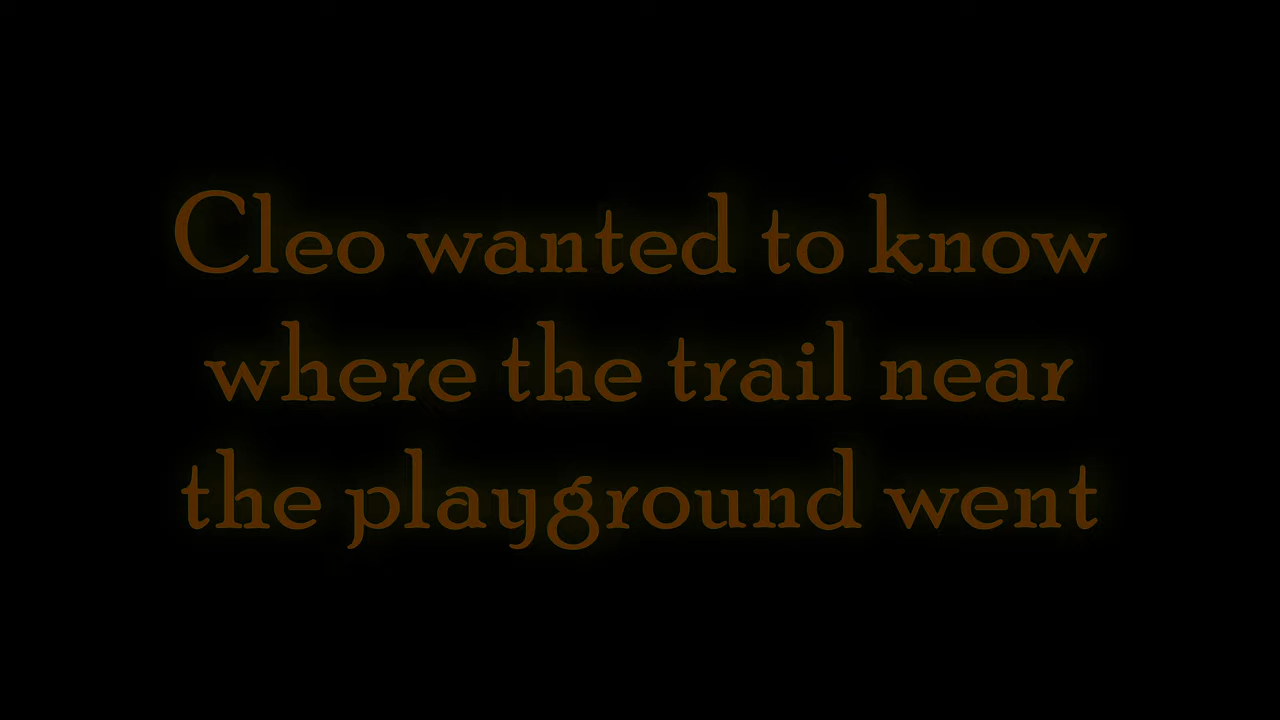 Cleo wanted to know
where the trail near
the playground went